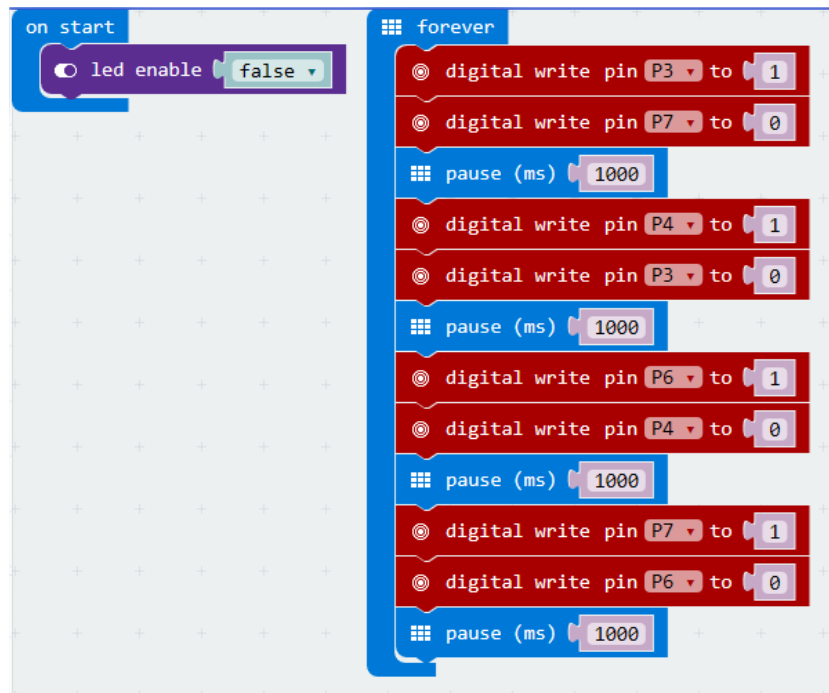 on start
led enable false
forever
digital write pin P3 to 1
digital write pin P7 to 0
pause (ms) 1000
digital write pin P4 to 1
digital write pin P3 to 0
pause (ms) 1000
digital write pin P6 to 1
digital write pin P4 to 0
pause (ms) 1000
digital write pin P7 to 1
digital write pin P6 to 0
pause (ms) 1000